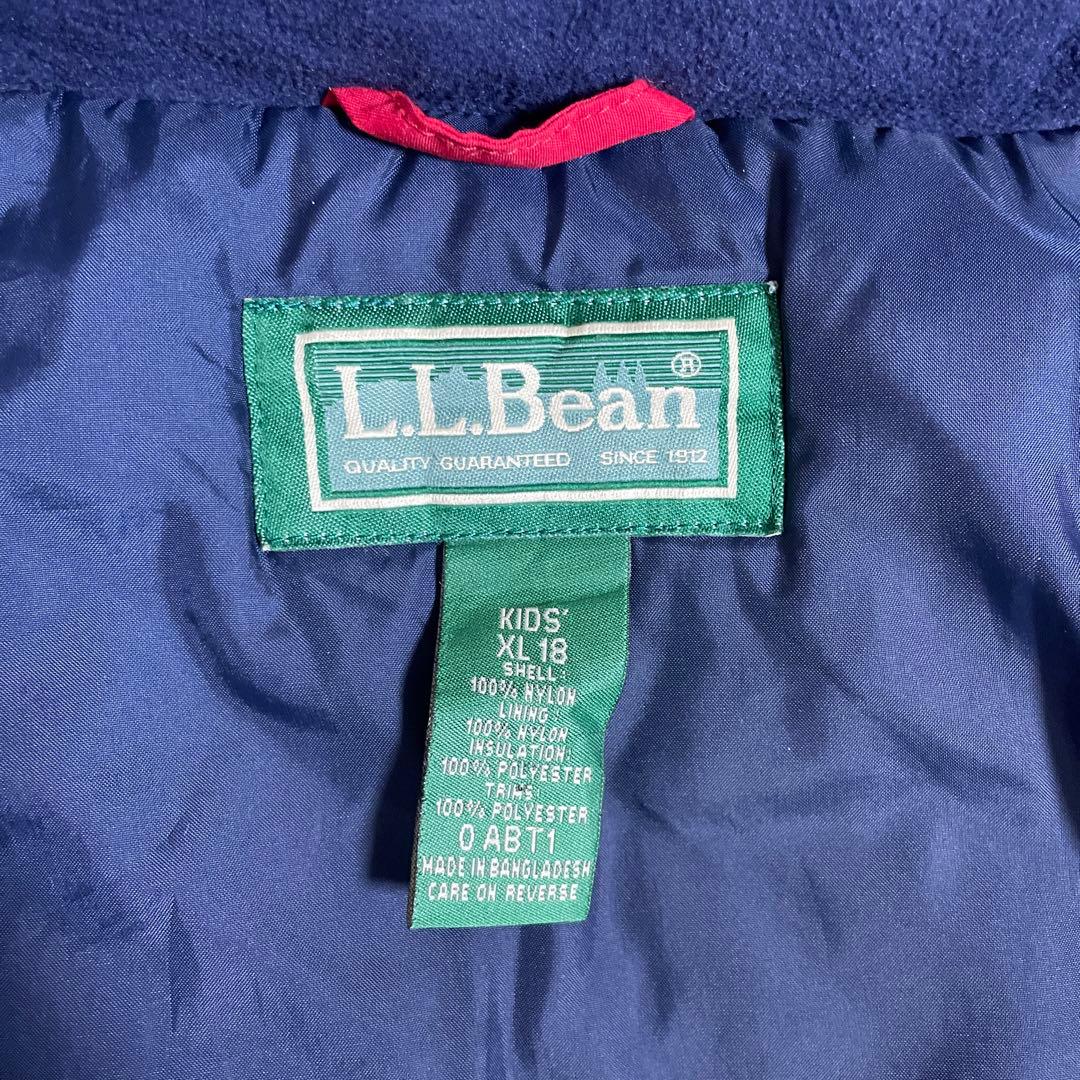 L.L.Bean®
QUALITY GUARANTEED SINCE 1912
KIDS'
XL 18
SHELL:
100% NYLON
LINING:
100% NYLON
INSULATION:
100% POLYESTER
TRIMS:
100% POLYESTER
0 ABT1
MADE IN BANGLADESH
CARE ON REVERSE